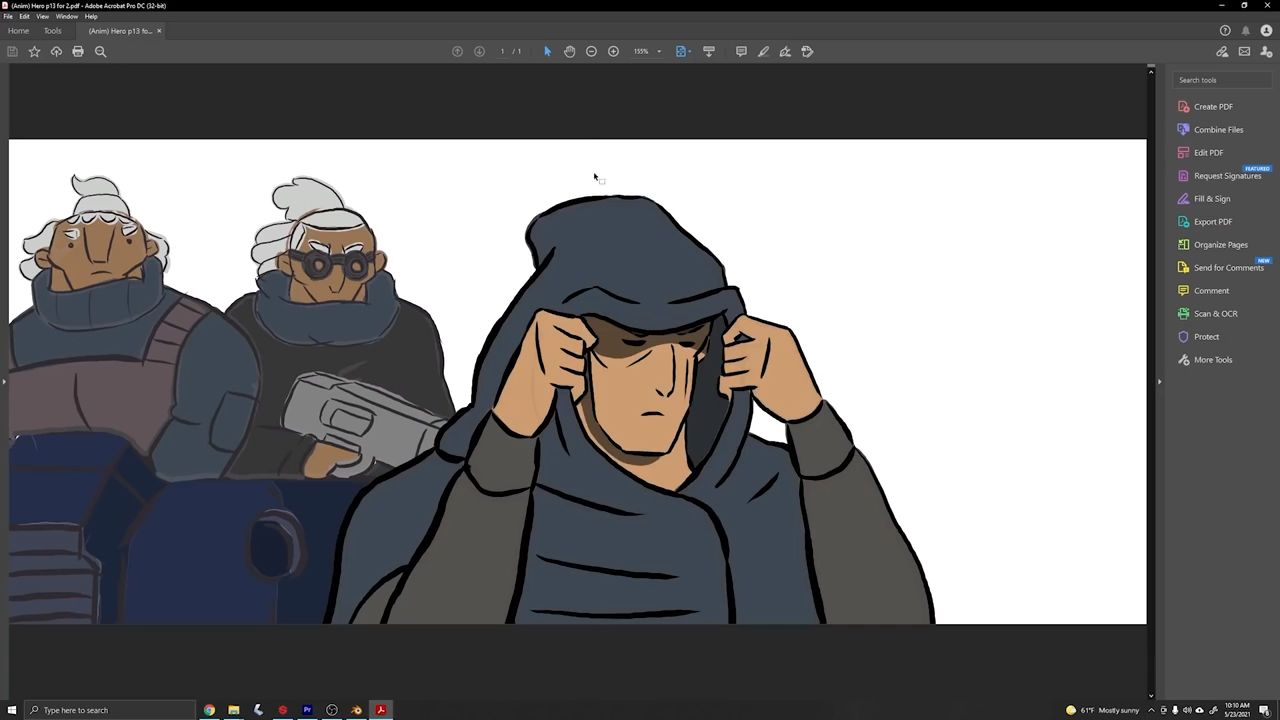 (Anim) Hero p13 for 2.pdf - Adobe Acrobat Pro DC (32-bit)
File Edit View Window Help
Home Tools (Anim) Hero p13 fo... ×
1 / 1 155%
Search tools
Create PDF
Combine Files
Edit PDF
FEATURED
Request Signatures
Fill & Sign
Export PDF
Organize Pages
NEW
Send for Comments
Comment
Scan & OCR
Protect
More Tools
Type here to search
61°F Mostly sunny
10:10 AM
5/23/2021